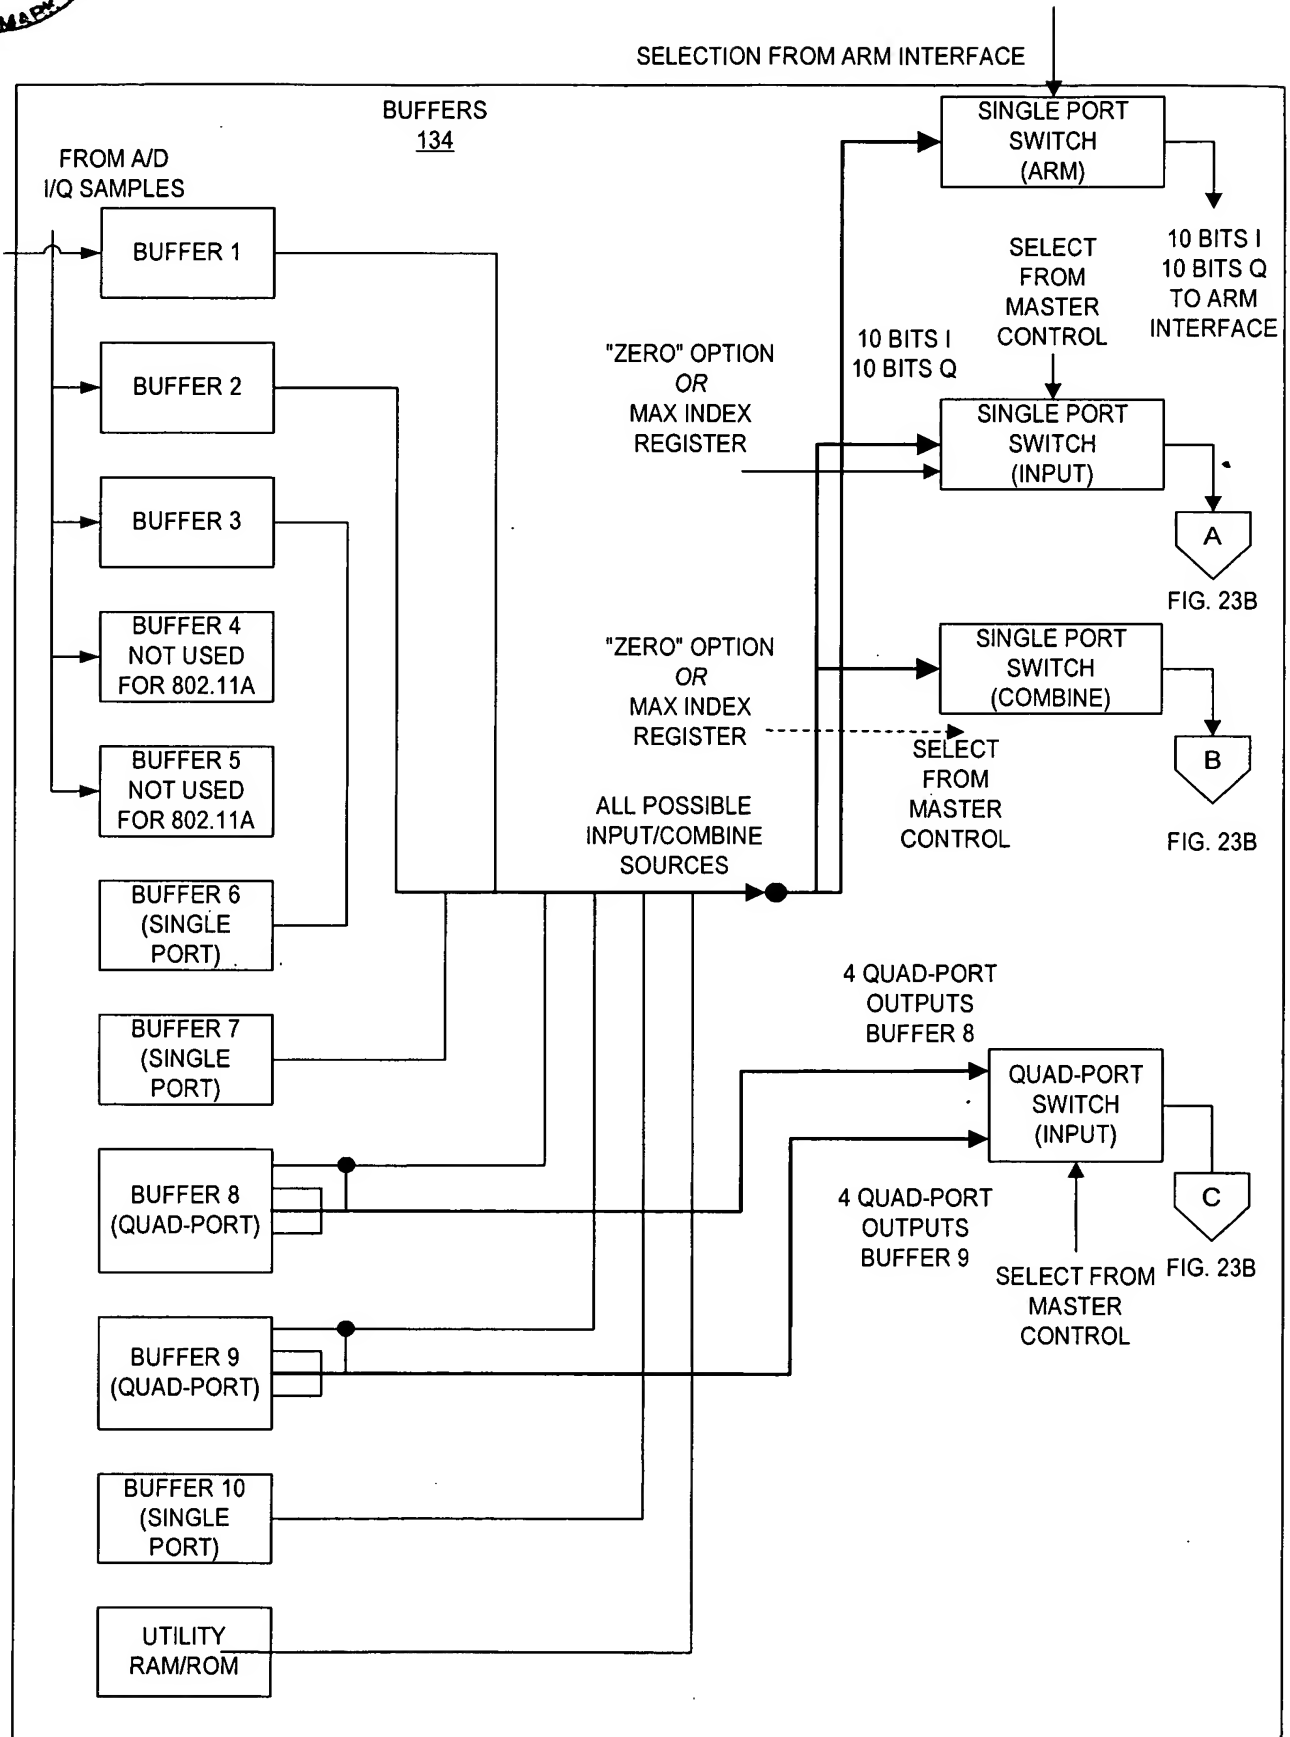 MARK
SELECTION FROM ARM INTERFACE
BUFFERS
134
FROM A/D
I/Q SAMPLES
BUFFER 1
BUFFER 2
BUFFER 3
BUFFER 4
NOT USED
FOR 802.11A
BUFFER 5
NOT USED
FOR 802.11A
BUFFER 6
(SINGLE
PORT)
BUFFER 7
(SINGLE
PORT)
BUFFER 8
(QUAD-PORT)
BUFFER 9
(QUAD-PORT)
BUFFER 10
(SINGLE
PORT)
UTILITY
RAM/ROM
SINGLE PORT
SWITCH
(ARM)
10 BITS I
10 BITS Q
TO ARM
INTERFACE
SELECT
FROM
MASTER
CONTROL
10 BITS I
10 BITS Q
"ZERO" OPTION
OR
MAX INDEX
REGISTER
SINGLE PORT
SWITCH
(INPUT)
A
FIG. 23B
"ZERO" OPTION
OR
MAX INDEX
REGISTER
SINGLE PORT
SWITCH
(COMBINE)
SELECT
FROM
MASTER
CONTROL
B
FIG. 23B
ALL POSSIBLE
INPUT/COMBINE
SOURCES
4 QUAD-PORT
OUTPUTS
BUFFER 8
QUAD-PORT
SWITCH
(INPUT)
4 QUAD-PORT
OUTPUTS
BUFFER 9
SELECT FROM
MASTER
CONTROL
C
FIG. 23B